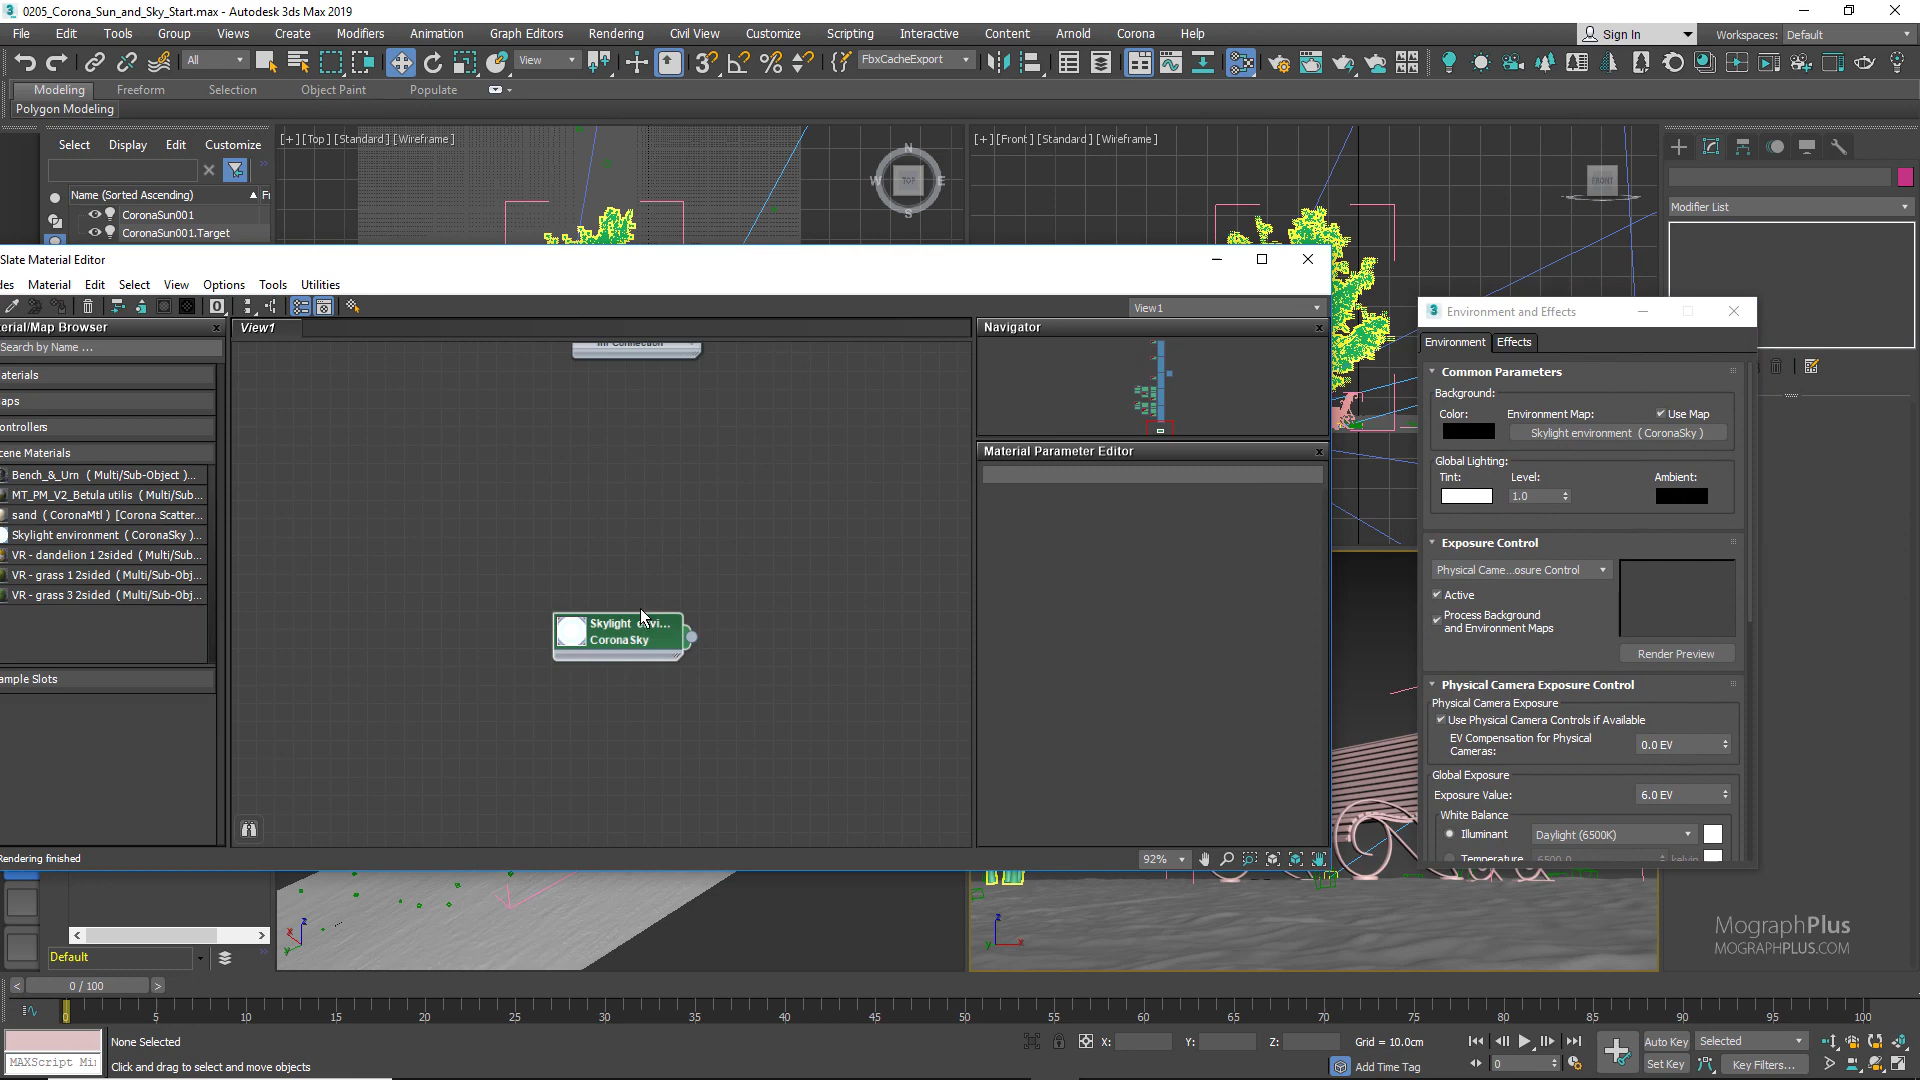 0205_Corona_Sun_and_Sky_Start.max - Autodesk 3ds Max 2019
File Edit Tools Group Views Create Modifiers Animation Graph Editors Rendering Civil View Customize Scripting Interactive Content Arnold Corona Help
Sign In Workspaces: Default
All View FbxCacheExport
Modeling Freeform Selection Object Paint Populate
Polygon Modeling
Select Display Edit Customize
[+] [Top] [Standard] [Wireframe]
[+] [Front] [Standard] [Wireframe]
N W E S TOP
FRONT
Name (Sorted Ascending) Fr
CoronaSun001
CoronaSun001.Target
Modifier List
Slate Material Editor
des Material Edit Select View Options Tools Utilities
View1
terial/Map Browser
View1
Search by Name ...
aterials
aps
ontrollers
cene Materials
Bench_&_Urn ( Multi/Sub-Object )...
MT_PM_V2_Betula utilis ( Multi/Sub...
sand ( CoronaMtl ) [Corona Scatter...
Skylight environment ( CoronaSky )...
VR - dandelion 1 2sided ( Multi/Sub...
VR - grass 1 2sided ( Multi/Sub-Obj...
VR - grass 3 2sided ( Multi/Sub-Obj...
ample Slots
Skylight envi...
CoronaSky
Navigator
Material Parameter Editor
Rendering finished
92%
Environment and Effects
Environment Effects
Common Parameters
Background:
Color: Environment Map: Use Map
Skylight environment ( CoronaSky )
Global Lighting:
Tint: Level: Ambient:
1.0
Exposure Control
Physical Came...osure Control
Active
Process Background
and Environment Maps
Render Preview
Physical Camera Exposure Control
Physical Camera Exposure
Use Physical Camera Controls if Available
EV Compensation for Physical
Cameras: 0.0 EV
Global Exposure
Exposure Value: 6.0 EV
White Balance
Illuminant Daylight (6500K)
Temperature 6500.0 kelvin
MographPlus
MOGRAPHPLUS.COM
Default
0 / 100
0 5 10 15 20 25 30 35 40 45 50 55 60 65 70 75 80 85 90 95 100
None Selected
X: Y: Z: Grid = 10.0cm
Auto Key Selected
MAXScript Mi
Click and drag to select and move objects
Add Time Tag
0
Set Key Key Filters...